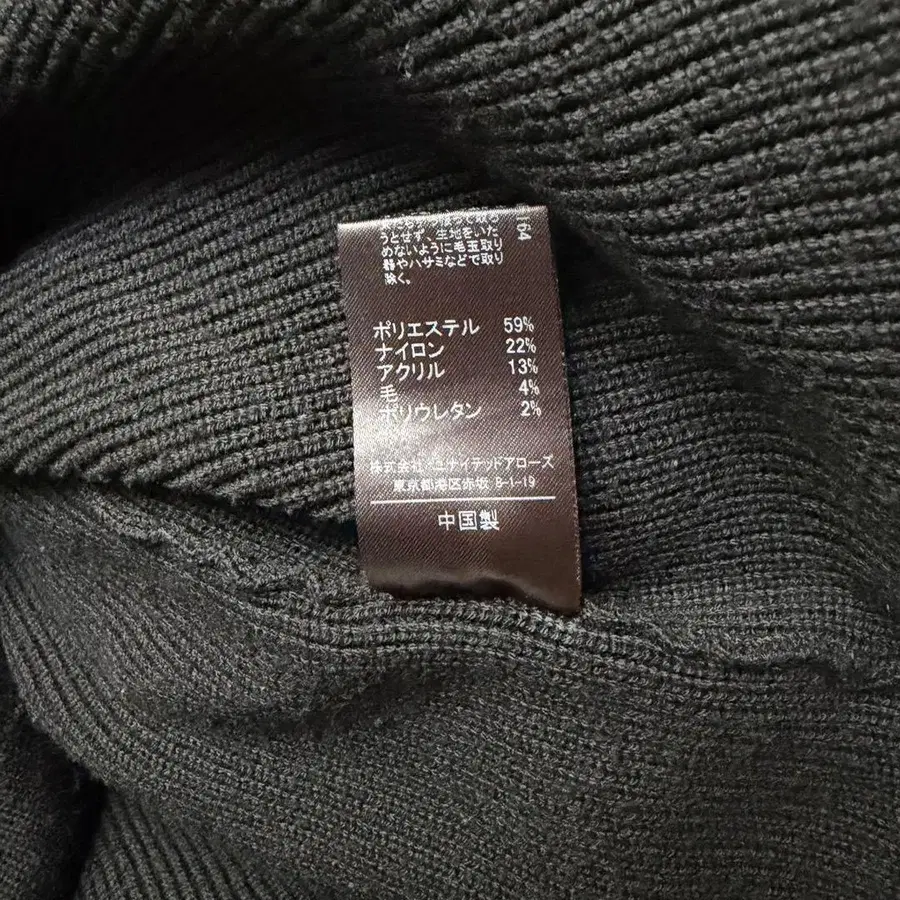 うとせず、生地をいた
めないように毛玉取り
器やハサミなどで取り
除く。
164
ポリエステル 59%
ナイロン 22%
アクリル 13%
毛 4%
ポリウレタン 2%
株式会社 ユナイテッドアローズ
東京都港区赤坂 8-1-19
中国製